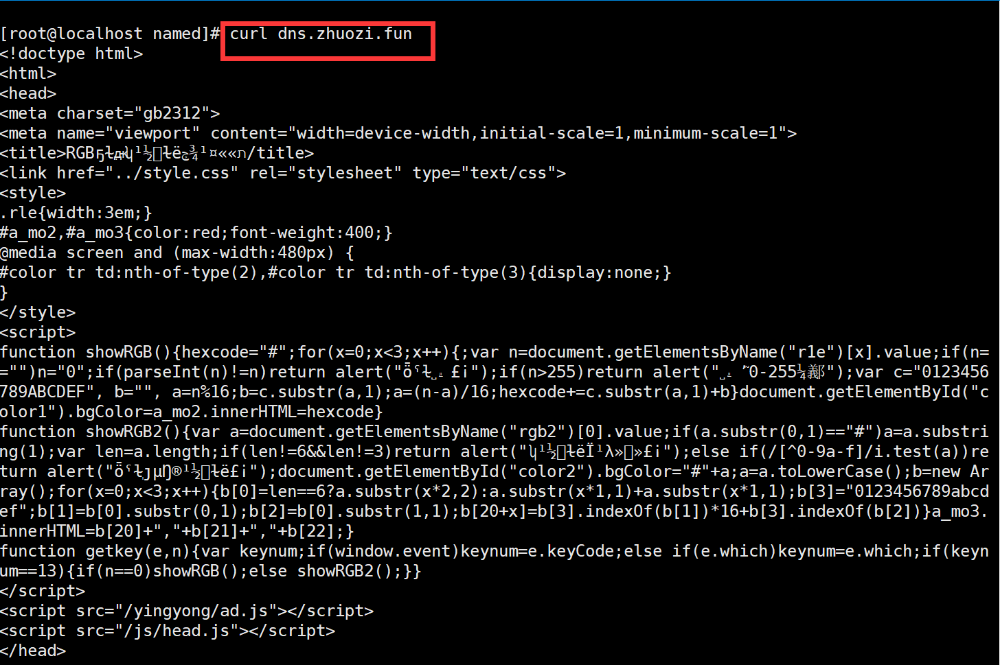 [root@localhost named]# curl dns.zhuozi.fun
<!doctype html>
<html>
<head>
<meta charset="gb2312">
<meta name="viewport" content="width=device-width,initial-scale=1,minimum-scale=1">
<title>RGB /title>
<link href="../style.css" rel="stylesheet" type="text/css">
<style>
.rle{width:3em;}
#a_mo2,#a_mo3{color:red;font-weight:400;}
@media screen and (max-width:480px) {
#color tr td:nth-of-type(2),#color tr td:nth-of-type(3){display:none;}
}
</style>
<script>
function showRGB(){hexcode="#";for(x=0;x<3;x++){;var n=document.getElementsByName("r1e")[x].value;if(n=
="")n="0";if(parseInt(n)!=n)return alert(" £¡");if(n>255)return alert(" 0-255 ");var c="0123456
789ABCDEF", b="", a=n%16;b=c.substr(a,1);a=(n-a)/16;hexcode+=c.substr(a,1)+b}document.getElementById("c
olor1").bgColor=a_mo2.innerHTML=hexcode}
function showRGB2(){var a=document.getElementsByName("rgb2")[0].value;if(a.substr(0,1)=="#")a=a.substri
ng(1);var len=a.length;if(len!=6&&len!=3)return alert(" £¡");else if(/[^0-9a-f]/i.test(a))re
turn alert(" £¡");document.getElementById("color2").bgColor="#"+a;a=a.toLowerCase();b=new Ar
ray();for(x=0;x<3;x++){b[0]=len==6?a.substr(x*2,2):a.substr(x*1,1)+a.substr(x*1,1);b[3]="0123456789abcd
ef";b[1]=b[0].substr(0,1);b[2]=b[0].substr(1,1);b[20+x]=b[3].indexOf(b[1])*16+b[3].indexOf(b[2])}a_mo3.
innerHTML=b[20]+","+b[21]+","+b[22];}
function getkey(e,n){var keynum;if(window.event)keynum=e.keyCode;else if(e.which)keynum=e.which;if(keyn
um==13){if(n==0)showRGB();else showRGB2();}}
</script>
<script src="/yingyong/ad.js"></script>
<script src="/js/head.js"></script>
</head>